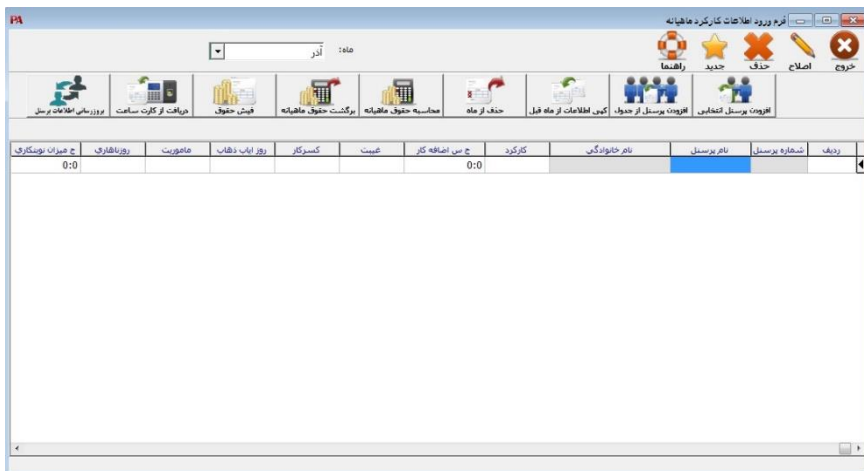 فرم ورود اطلاعات کارکرد ماهیانه
PA
خروج اصلاح حذف جدید راهنما
ماه: آذر
افزودن پرسنل انتخابی افزودن پرسنل از جدول کپی اطلاعات از ماه قبل حذف از ماه محاسبه حقوق ماهیانه برگشت حقوق ماهیانه فیش حقوق دریافت از کارت ساعت بروزرسانی اطلاعات پرسنل
ردیف شماره پرسنل نام پرسنل نام خانوادگی کارکرد ج س اضافه کار غیبت کسرکار روز ایاب ذهاب ماموریت روزناهاری ج میزان نوبتکاری
0:0 0:0